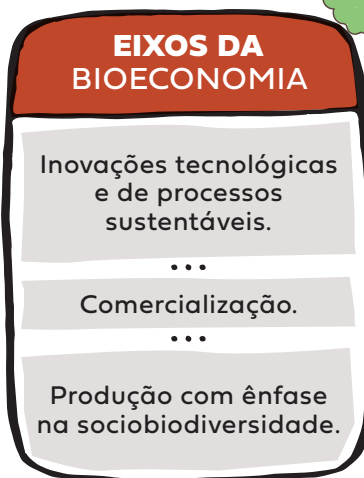 EIXOS DA
BIOECONOMIA
Inovações tecnológicas
e de processos
sustentáveis.
...
Comercialização.
...
Produção com ênfase
na sociobiodiversidade.